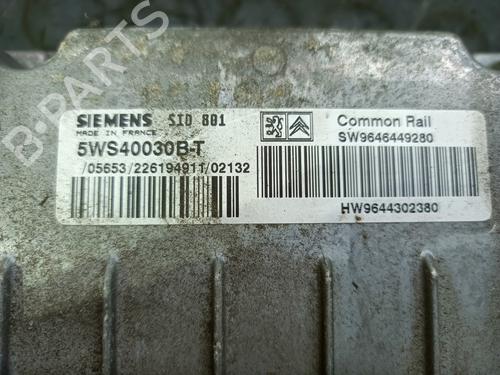 SIEMENS SID 801
MADE IN FRANCE
5WS40030B-T
/05653/226194911/02132
Common Rail
SW9646449280
HW9644302380
B-PARTS